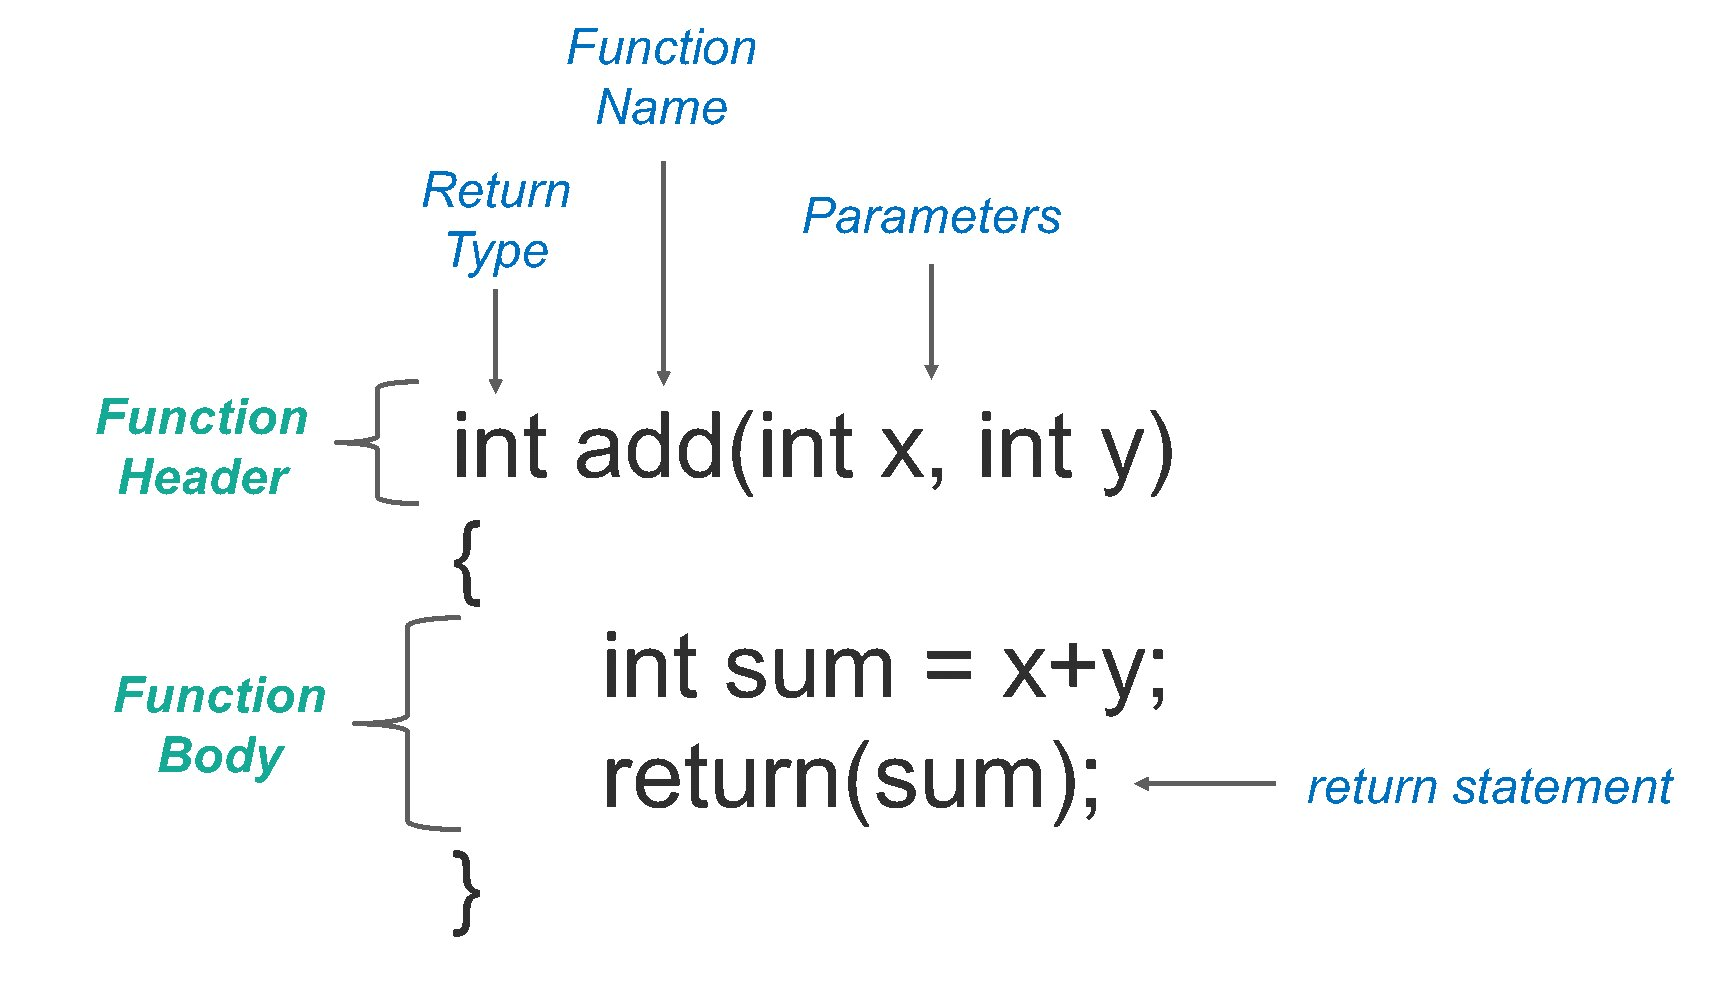 Function
Name
Return
Type
Parameters
Function
Header
int add(int x, int y)
{
Function
Body
int sum = x+y;
return(sum);
return statement
}